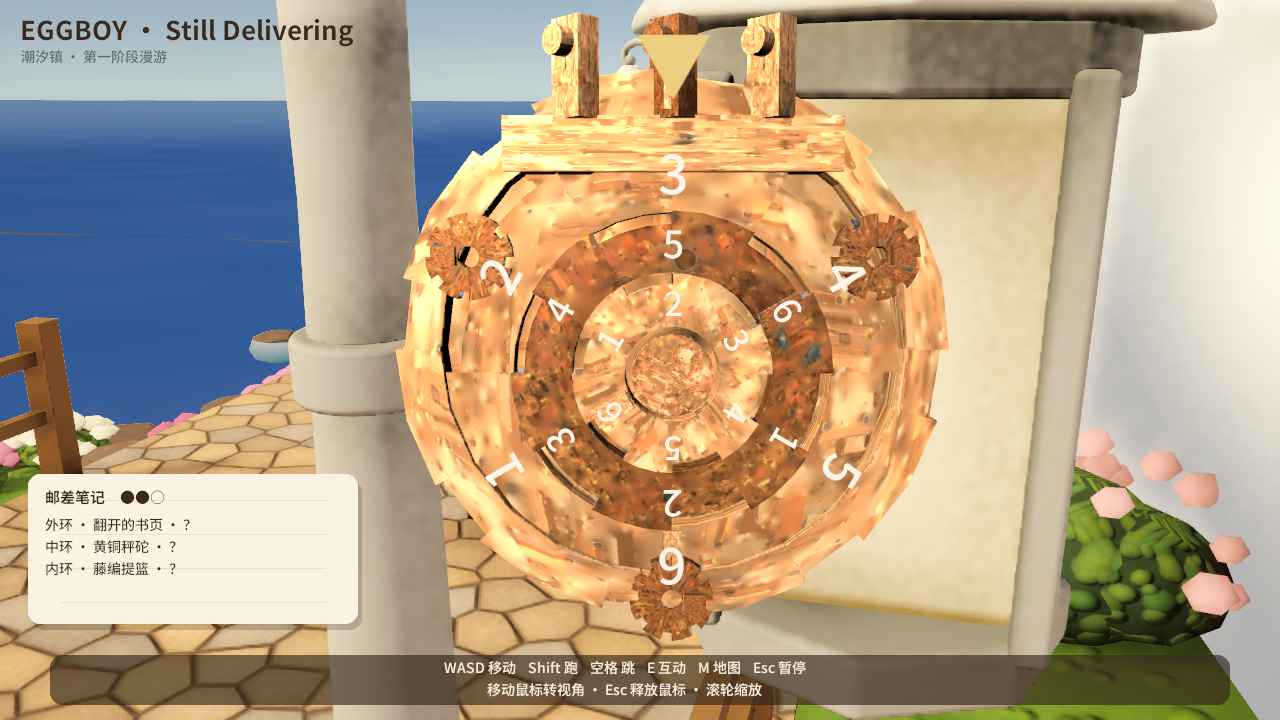 EGGBOY · Still Delivering
潮汐镇 · 第一阶段漫游
3
5
2
2
4
4
6
1
3
6
4
3
1
5
1
5
2
6
邮差笔记 ●●○
外环 · 翻开的书页 · ?
中环 · 黄铜秤砣 · ?
内环 · 藤编提篮 · ?
WASD 移动 Shift 跑 空格 跳 E 互动 M 地图 Esc 暂停
移动鼠标转视角 · Esc 释放鼠标 · 滚轮缩放